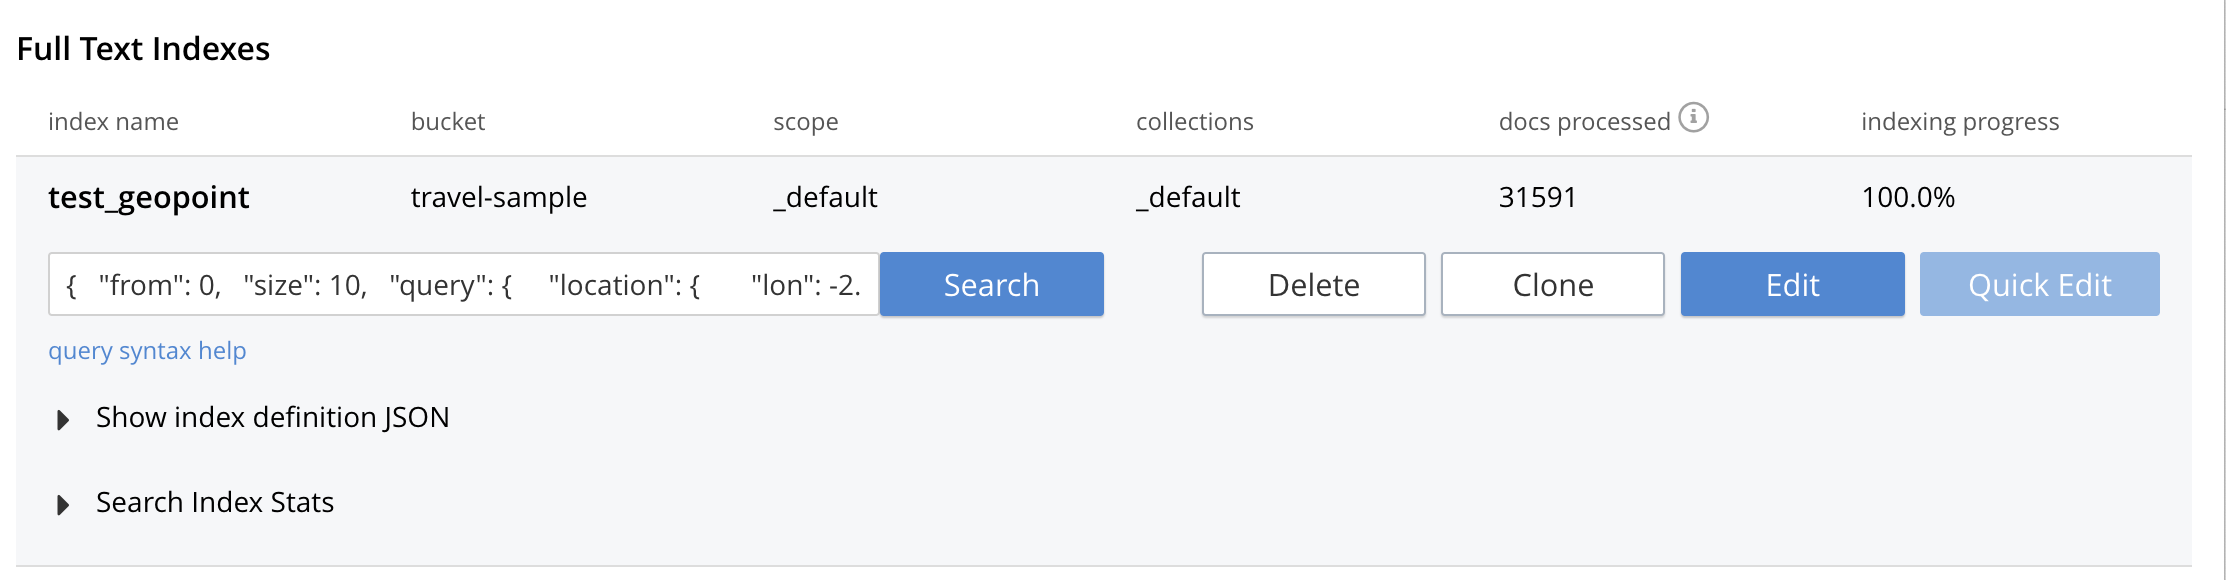 Full Text Indexes
index name bucket scope collections docs processed indexing progress
test_geopoint travel-sample _default _default 31591 100.0%
{ "from": 0, "size": 10, "query": { "location": { "lon": -2. Search Delete Clone Edit Quick Edit
query syntax help
Show index definition JSON
Search Index Stats